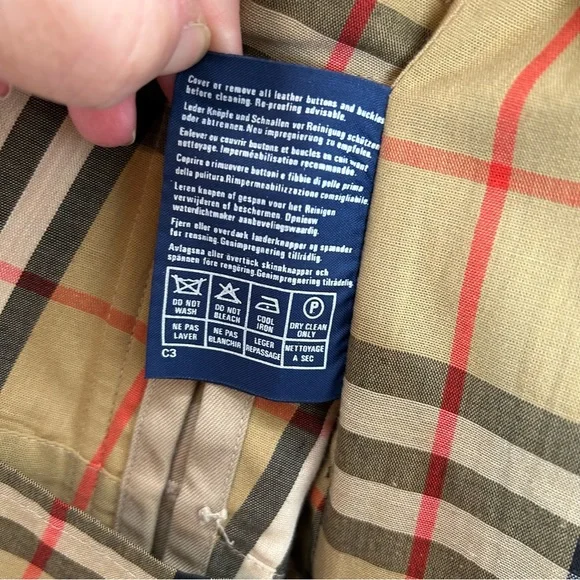 Cover or remove all leather buttons and buckles
before cleaning. Re-proofing advisable.
Leder Knöpfe und Schnallen vor Reinigung schützen
oder abtrennen. Neu impregnierung zu empfohlen.
Enlever ou couvrir boutons et boucles en cuir avant
nettoyage. Imperméabilisation recommandée.
Coprire o rimuovere bottoni e fibbie di pelle prima
della pulitura. Rimpermeabilizzazione consigliabile.
Leren knopen of gespen voor het Reinigen
verwijderen of beschermen. Opnieuw
waterdichtmaker aanbevelingswaard.
Fjern eller overdæk læderknapper og spænder
før rensning. Genimprægnering tilrådlig.
Avlägsna eller övertäck skinnknappar och
spännen före rengöring. Genimpregnering tillrådlig.
P
DO NOT WASH DO NOT BLEACH COOL IRON DRY CLEAN ONLY
NE PAS LAVER NE PAS BLANCHIR LEGER REPASSAGE NETTOYAGE A SEC
C3